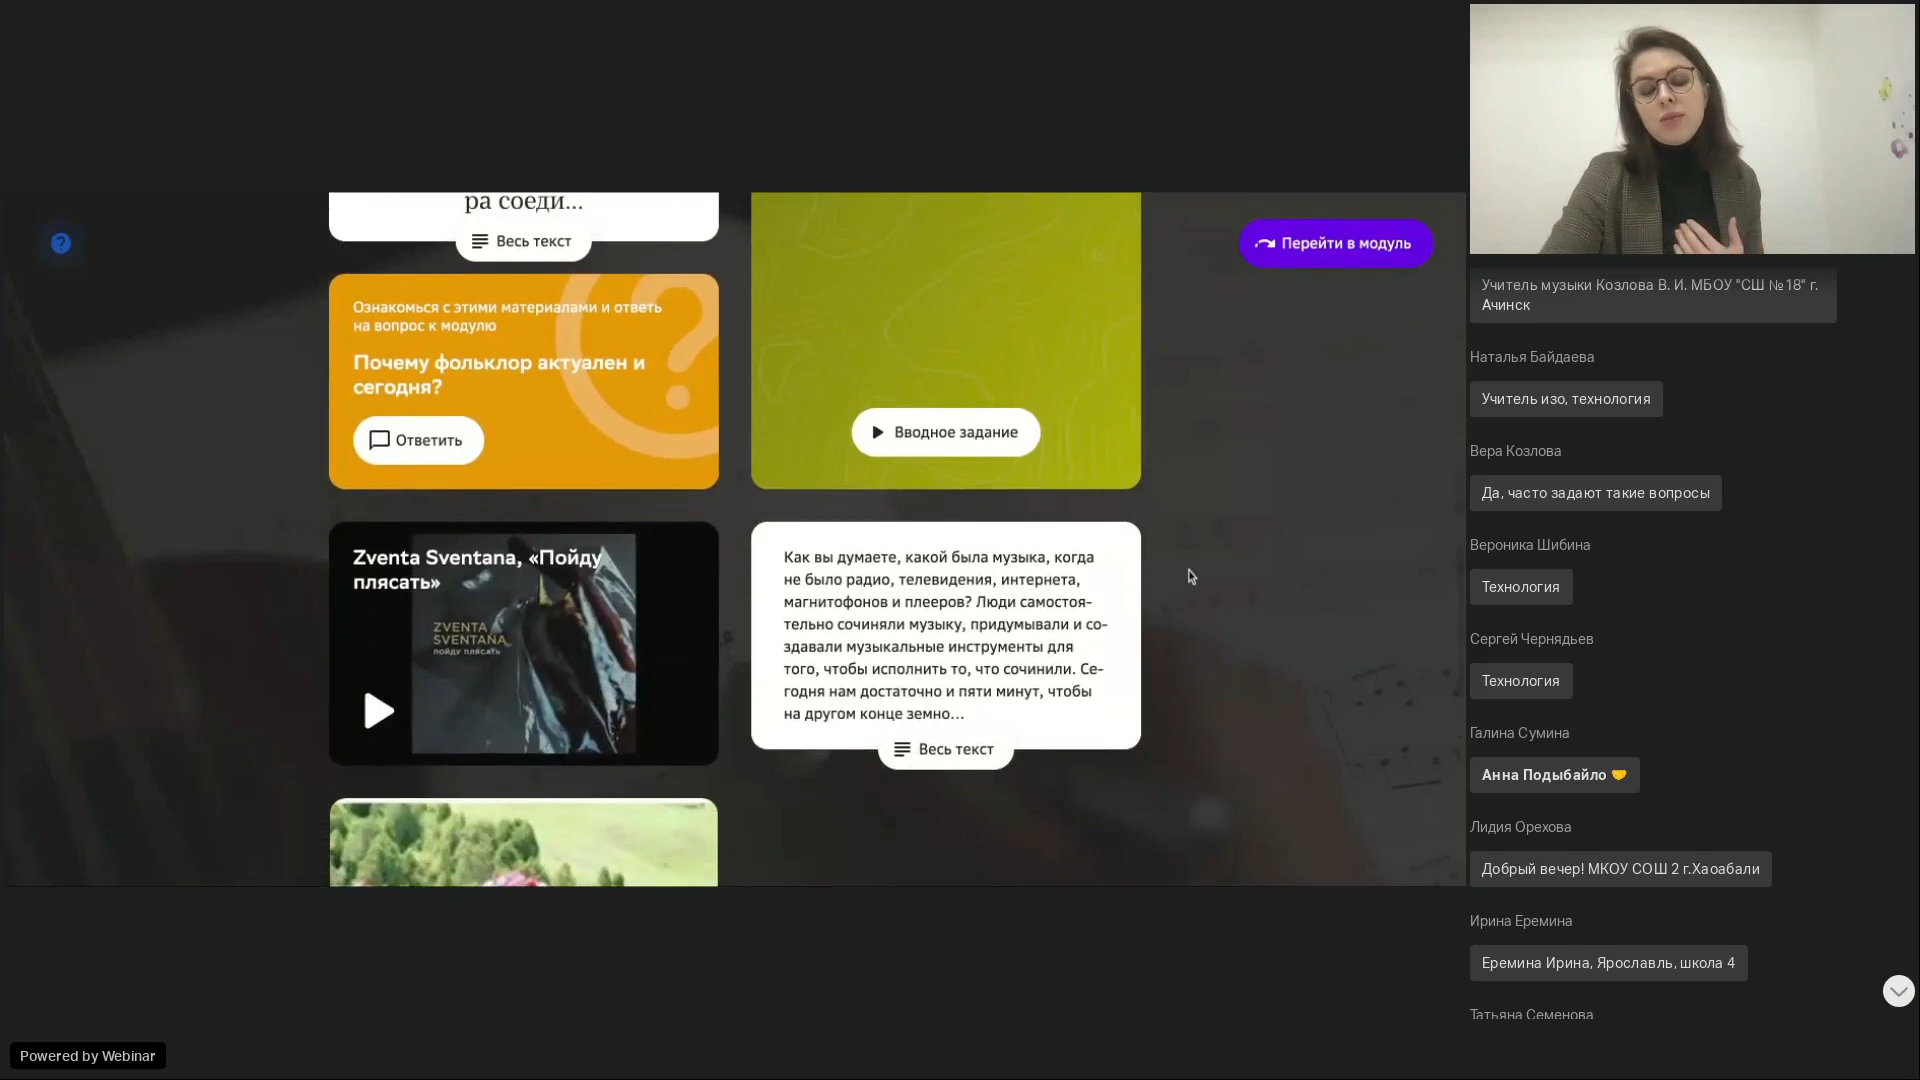 ра соеди...
Весь текст
Перейти в модуль
Ознакомься с этими материалами и ответь
на вопрос к модулю
Почему фольклор актуален и
сегодня?
Ответить
Вводное задание
Zventa Sventana, «Пойду
плясать»
ZVENTA
SVENTANA
ПОЙДУ ПЛЯСАТЬ
Как вы думаете, какой была музыка, когда
не было радио, телевидения, интернета,
магнитофонов и плееров? Люди самостоя-
тельно сочиняли музыку, придумывали и со-
здавали музыкальные инструменты для
того, чтобы исполнить то, что сочинили. Се-
годня нам достаточно и пяти минут, чтобы
на другом конце земно...
Весь текст
Учитель музыки Козлова В. И. МБОУ "СШ №18" г.
Ачинск
Наталья Байдаева
Учитель изо, технология
Вера Козлова
Да, часто задают такие вопросы
Вероника Шибина
Технология
Сергей Чернядьев
Технология
Галина Сумина
Анна Подыбайло 🤝
Лидия Орехова
Добрый вечер! МКОУ СОШ 2 г.Хаоабали
Ирина Еремина
Еремина Ирина, Ярославль, школа 4
Татьяна Семенова
Powered by Webinar